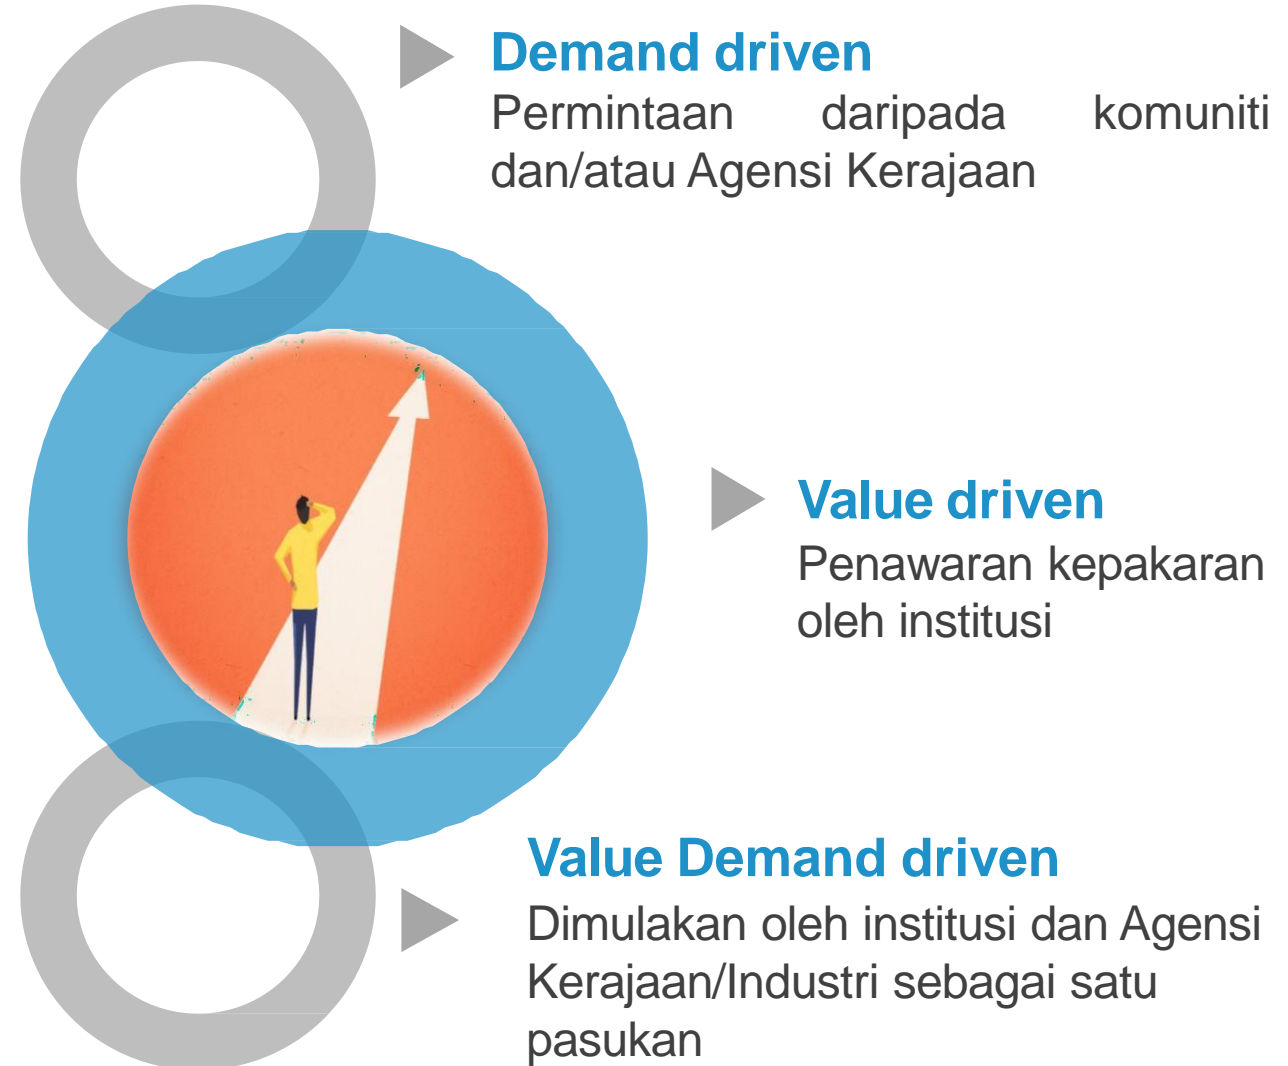 Demand driven
Permintaan daripada komuniti
dan/atau Agensi Kerajaan
Value driven
Penawaran kepakaran
oleh institusi
Value Demand driven
Dimulakan oleh institusi dan Agensi
Kerajaan/Industri sebagai satu
pasukan